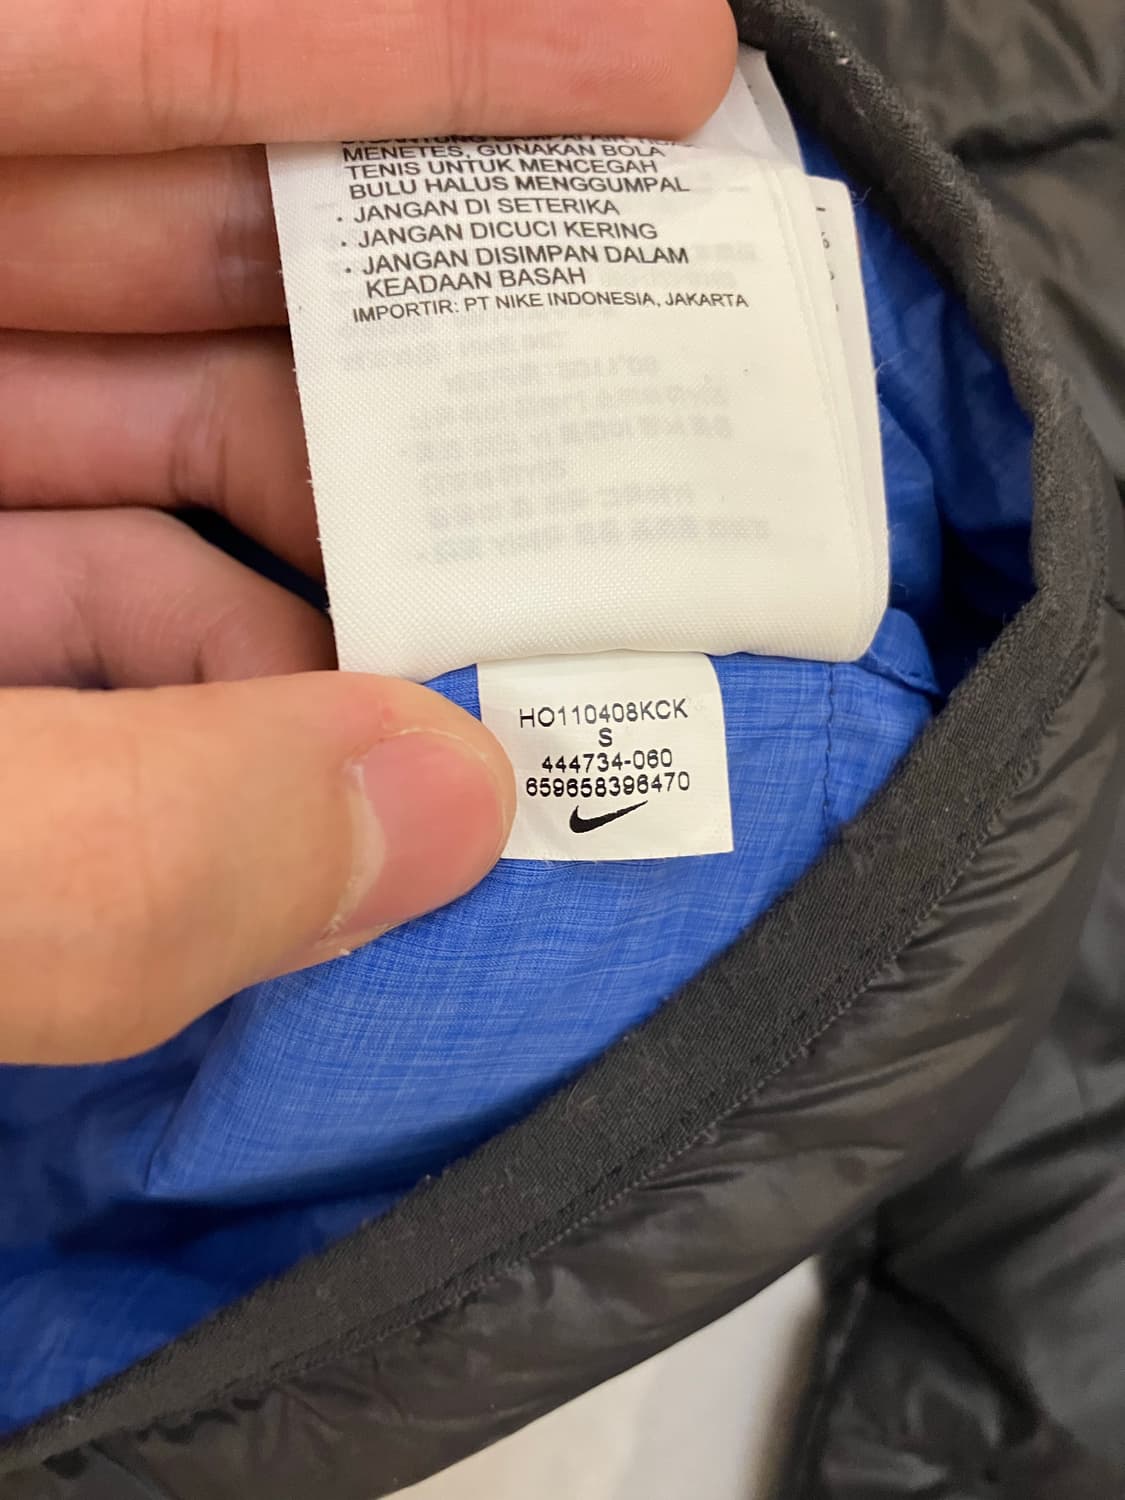 MENETES, GUNAKAN BOLA
TENIS UNTUK MENCEGAH
BULU HALUS MENGGUMPAL
. JANGAN DI SETERIKA
. JANGAN DICUCI KERING
. JANGAN DISIMPAN DALAM
KEADAAN BASAH
IMPORTIR: PT NIKE INDONESIA, JAKARTA
HO110408KCK
S
444734-060
659658396470